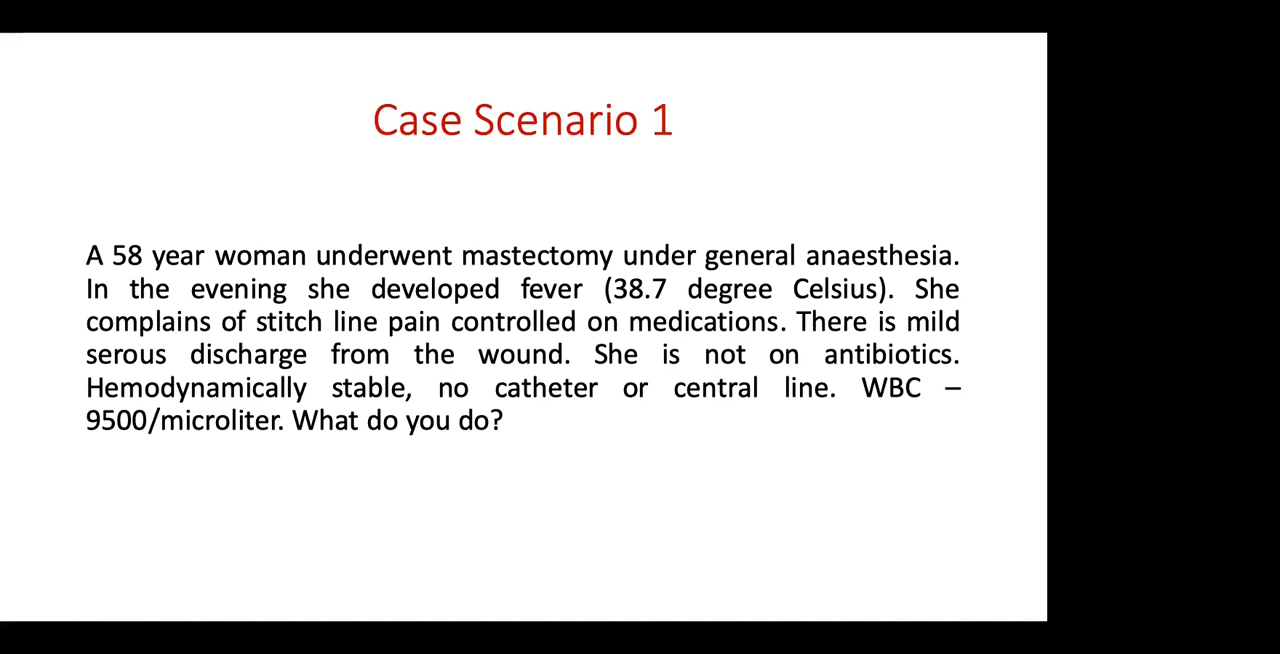 Case Scenario 1
A 58 year woman underwent mastectomy under general anaesthesia.
In the evening she developed fever (38.7 degree Celsius). She
complains of stitch line pain controlled on medications. There is mild
serous discharge from the wound. She is not on antibiotics.
Hemodynamically stable, no catheter or central line. WBC –
9500/microliter. What do you do?